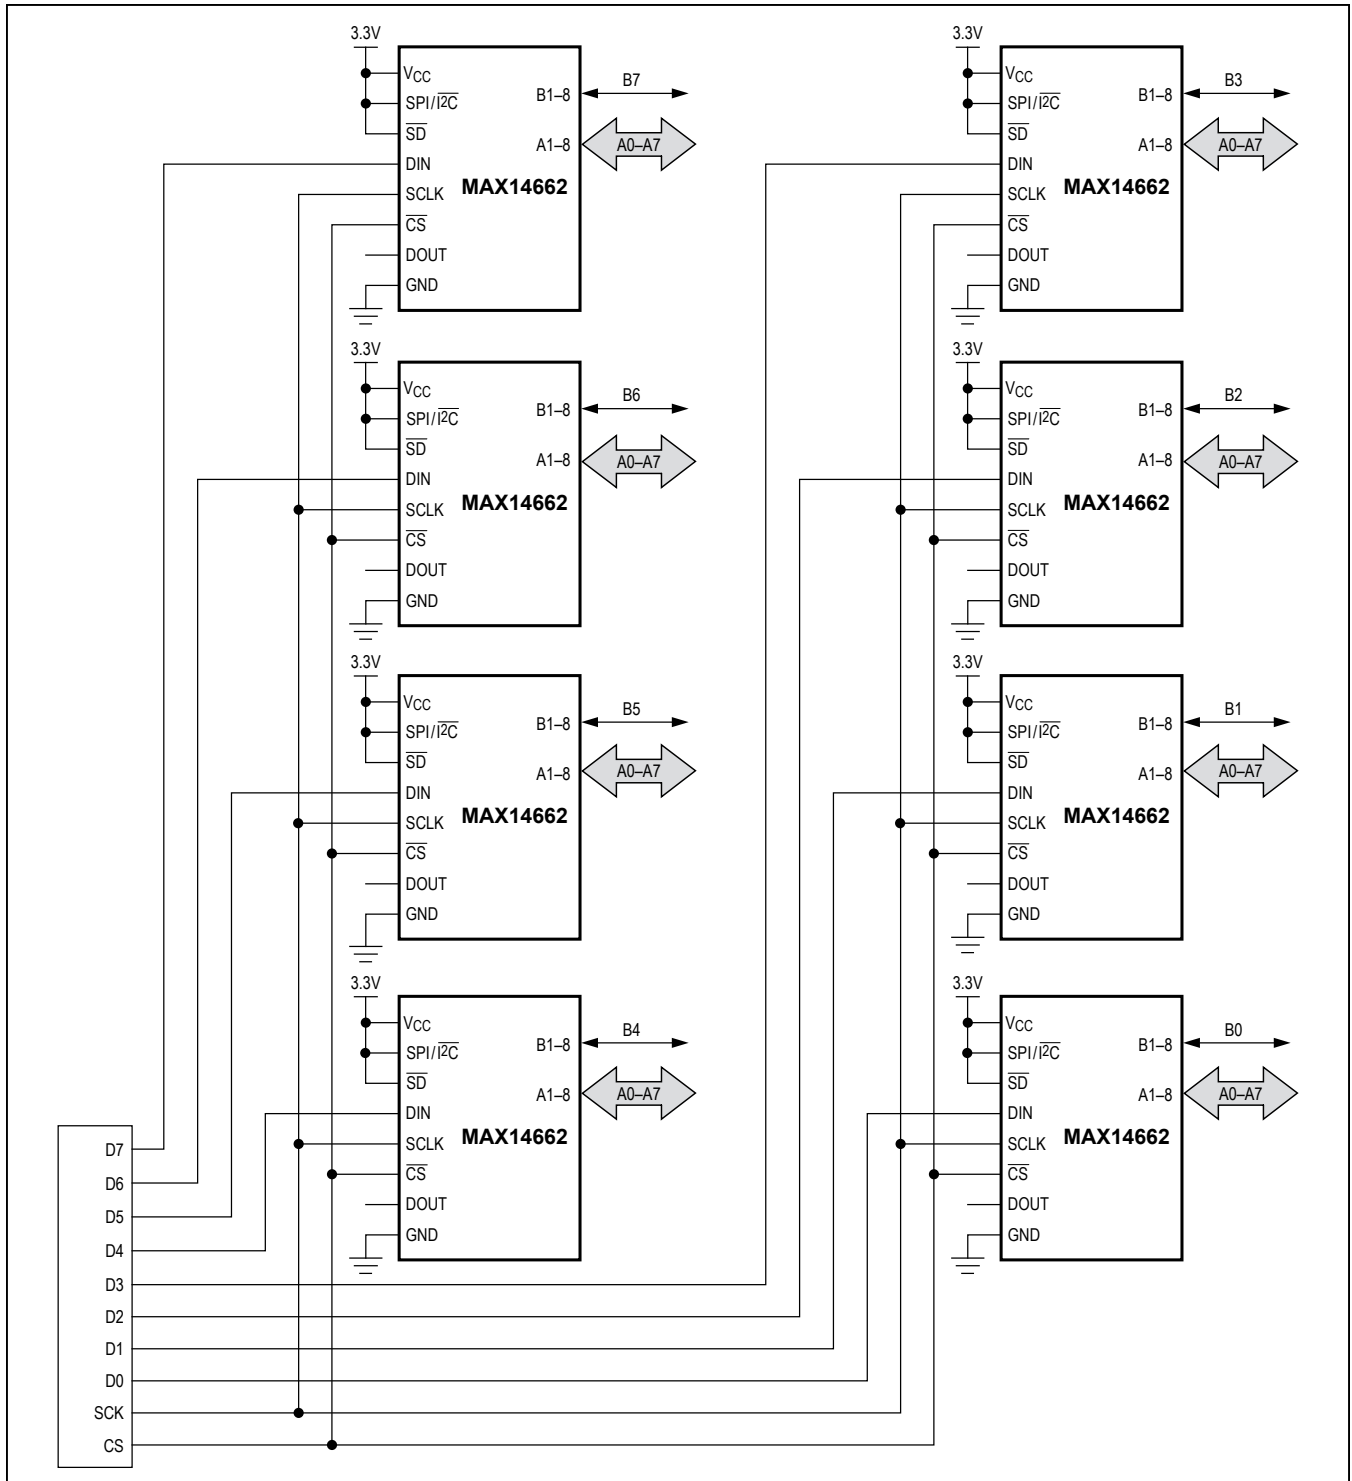 3.3V
VCC
SPI/I2C
SD
DIN
SCLK
CS
DOUT
GND
B1–8
A1–8
MAX14662
B7
A0–A7
3.3V
VCC
SPI/I2C
SD
DIN
SCLK
CS
DOUT
GND
B1–8
A1–8
MAX14662
B3
A0–A7
3.3V
VCC
SPI/I2C
SD
DIN
SCLK
CS
DOUT
GND
B1–8
A1–8
MAX14662
B6
A0–A7
3.3V
VCC
SPI/I2C
SD
DIN
SCLK
CS
DOUT
GND
B1–8
A1–8
MAX14662
B2
A0–A7
3.3V
VCC
SPI/I2C
SD
DIN
SCLK
CS
DOUT
GND
B1–8
A1–8
MAX14662
B5
A0–A7
3.3V
VCC
SPI/I2C
SD
DIN
SCLK
CS
DOUT
GND
B1–8
A1–8
MAX14662
B1
A0–A7
3.3V
VCC
SPI/I2C
SD
DIN
SCLK
CS
DOUT
GND
B1–8
A1–8
MAX14662
B4
A0–A7
3.3V
VCC
SPI/I2C
SD
DIN
SCLK
CS
DOUT
GND
B1–8
A1–8
MAX14662
B0
A0–A7
D7
D6
D5
D4
D3
D2
D1
D0
SCK
CS